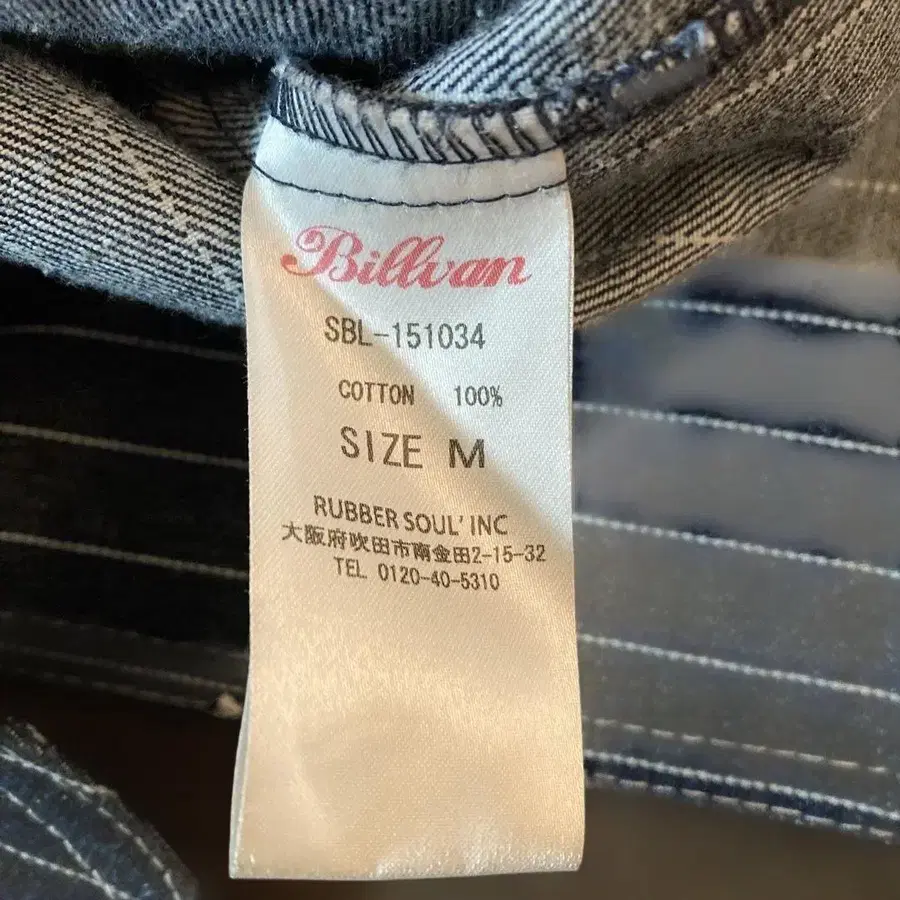 Billvan
SBL-151034
COTTON 100%
SIZE M
RUBBER SOUL' INC
大阪府吹田市南金田2-15-32
TEL 0120-40-5310